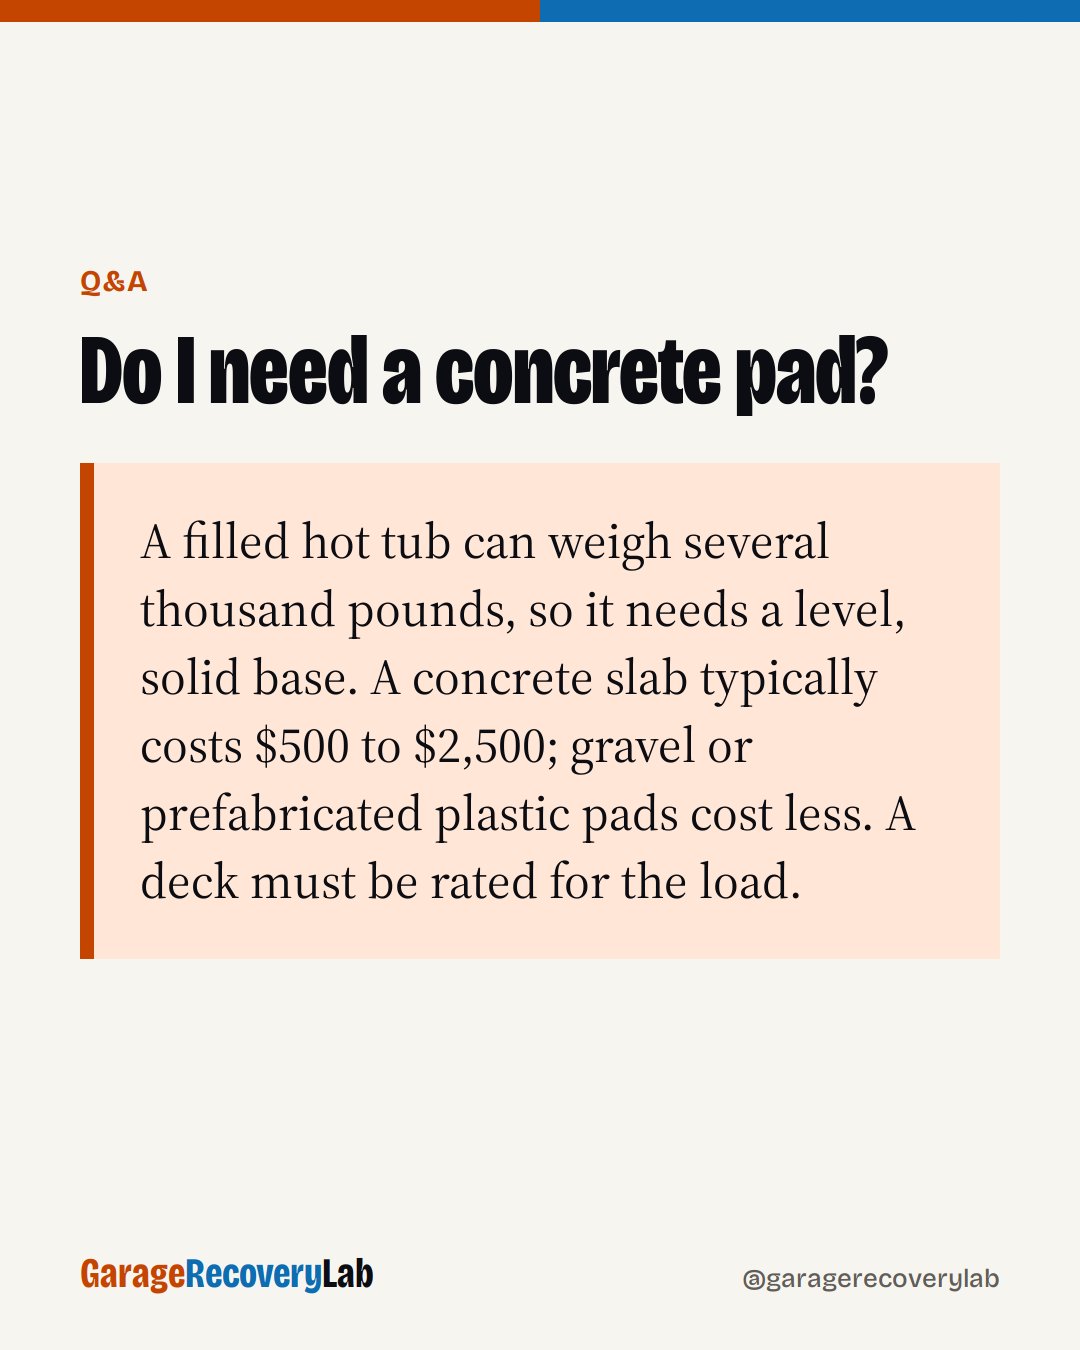 Q&A
Do I need a concrete pad?
A filled hot tub can weigh several
thousand pounds, so it needs a level,
solid base. A concrete slab typically
costs $500 to $2,500; gravel or
prefabricated plastic pads cost less. A
deck must be rated for the load.
GarageRecoveryLab
@garagerecoverylab